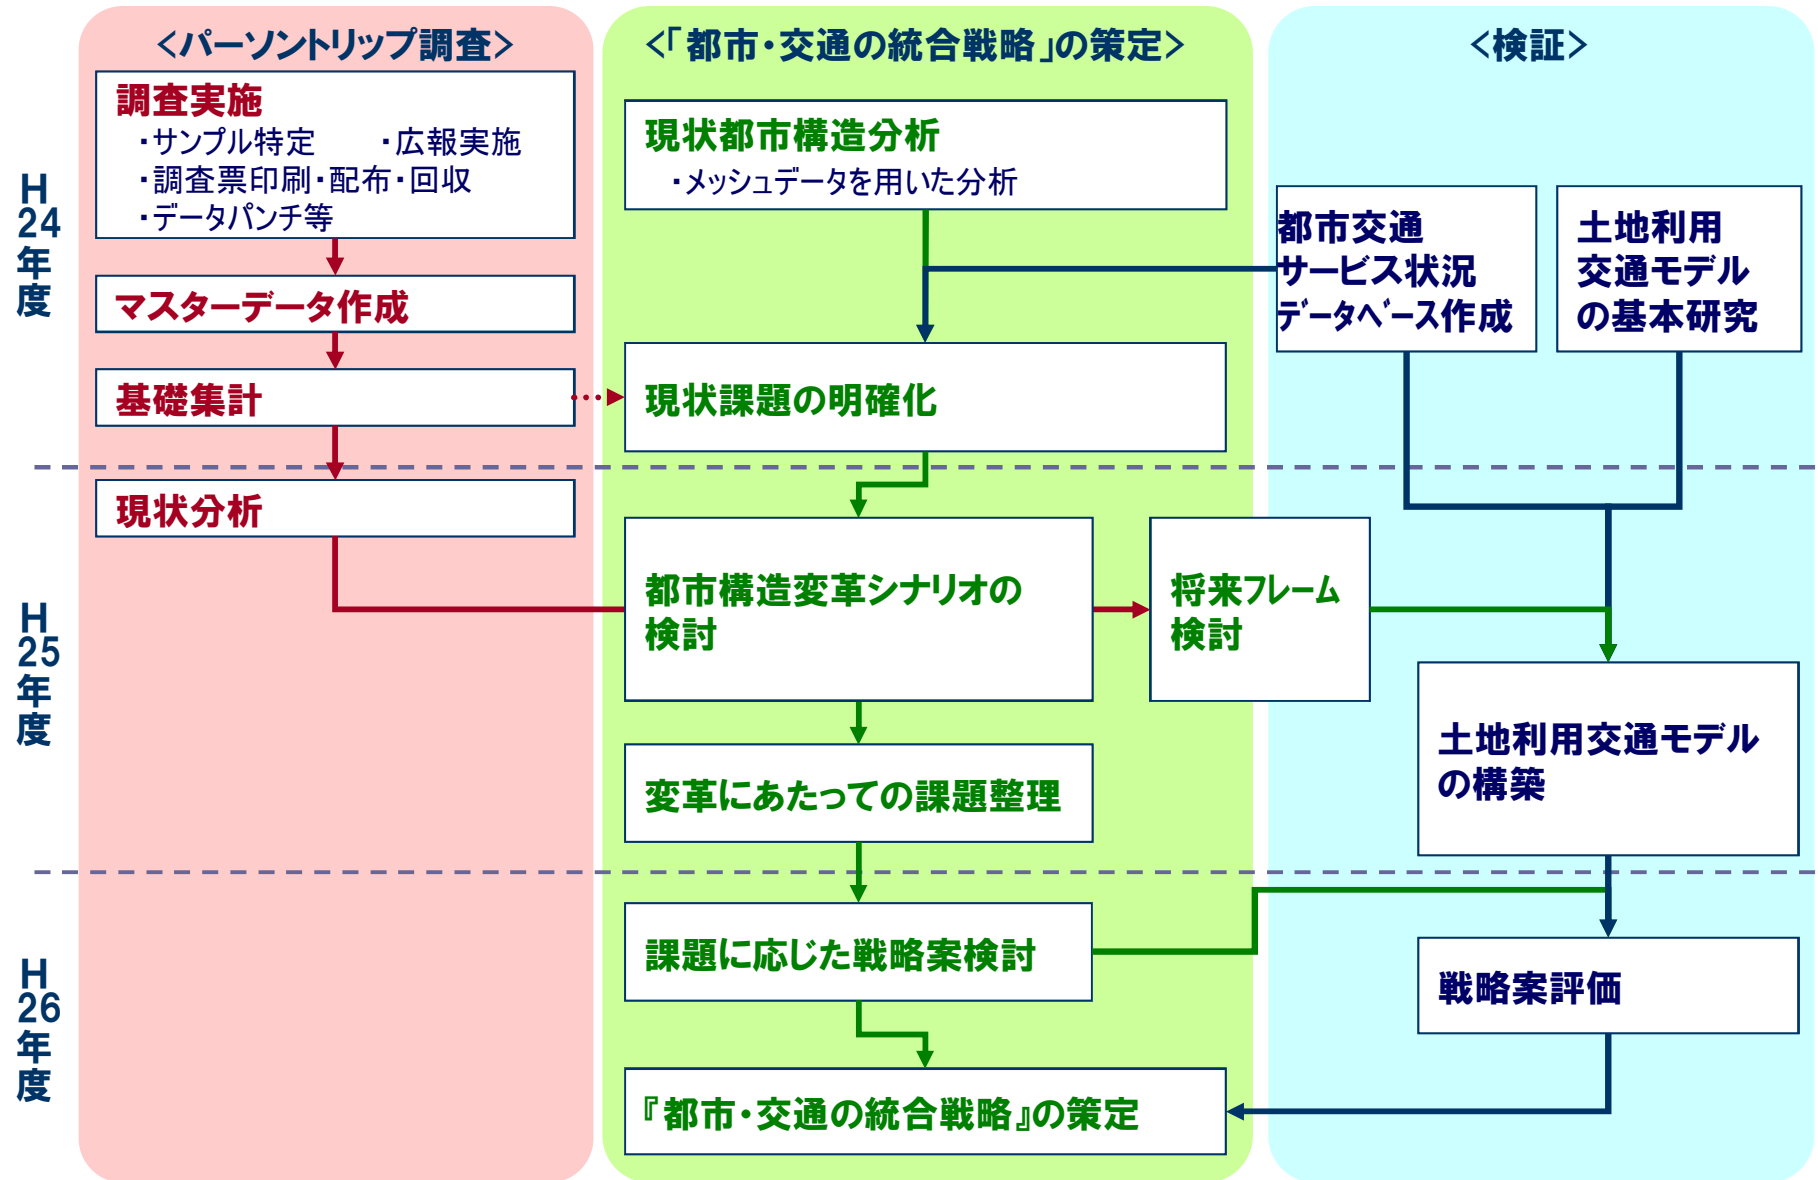 <パーソントリップ調査>
調査実施
・サンプル特定　　・広報実施
・調査票印刷・配布・回収
・データパンチ等
マスターデータ作成
基礎集計
現状分析
<「都市・交通の統合戦略」の策定>
現状都市構造分析
・メッシュデータを用いた分析
現状課題の明確化
都市構造変革シナリオの
検討
将来フレーム
検討
変革にあたっての課題整理
課題に応じた戦略案検討
『都市・交通の統合戦略』の策定
<検証>
都市交通
サービス状況
データベース作成
土地利用
交通モデル
の基本研究
土地利用交通モデル
の構築
戦略案評価
H24年度
H25年度
H26年度